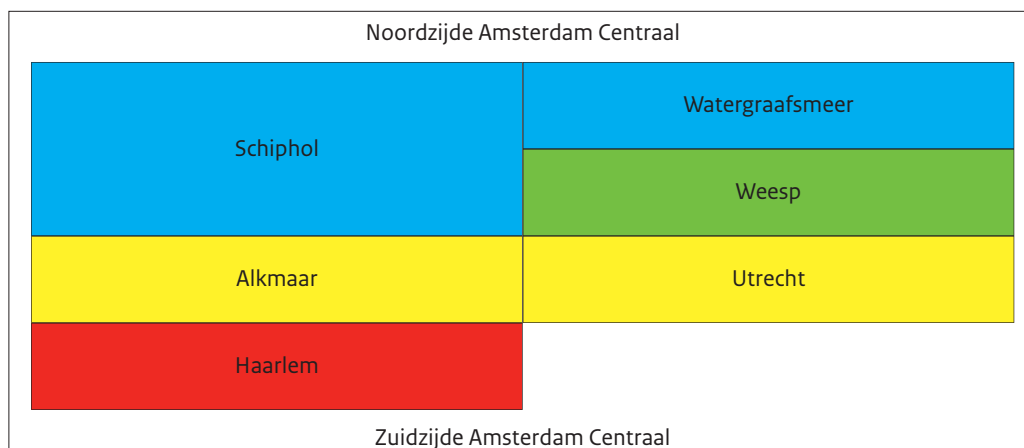 Noordzijde Amsterdam Centraal
Watergraafsmeer
Schiphol
Weesp
Alkmaar
Utrecht
Haarlem
Zuidzijde Amsterdam Centraal